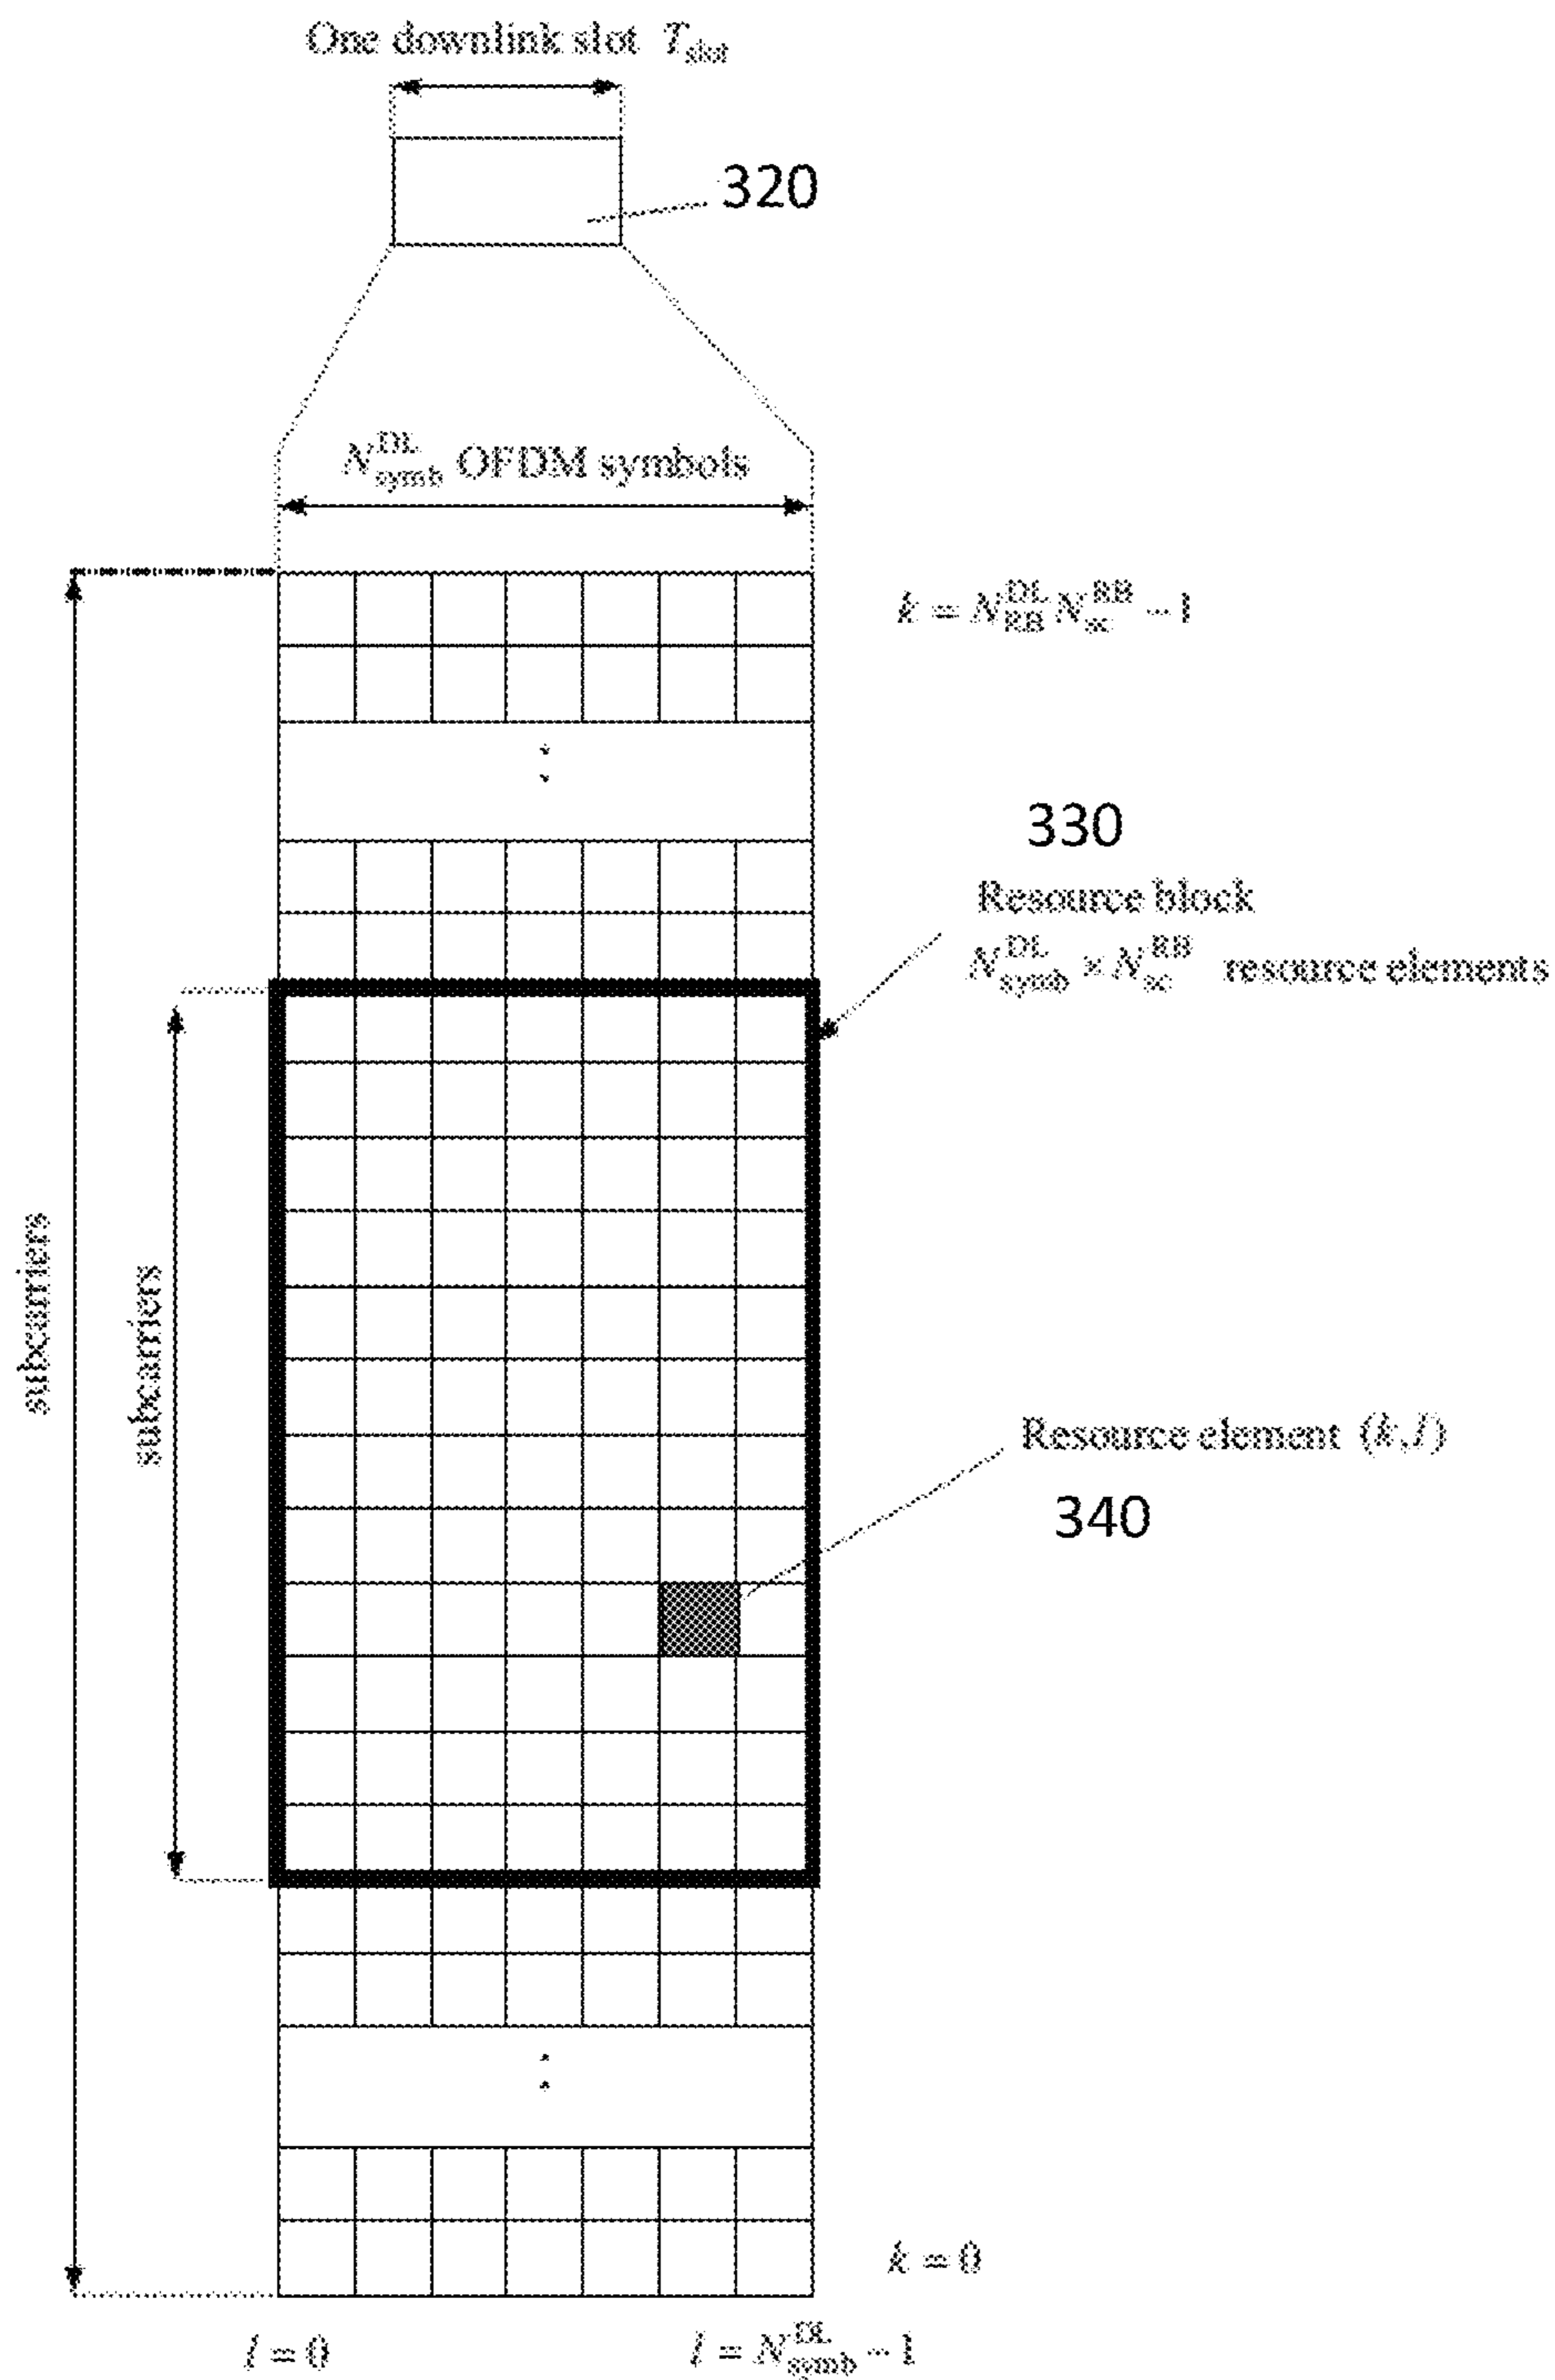 One downlink slot T_slot
320
N_symb^DL OFDM symbols
k = N_RB^DL N_sc^RB − 1
330
Resource block
N_symb^DL × N_sc^RB resource elements
subcarriers
subcarriers
Resource element (k,l)
340
k = 0
l = 0
l = N_symb^DL − 1